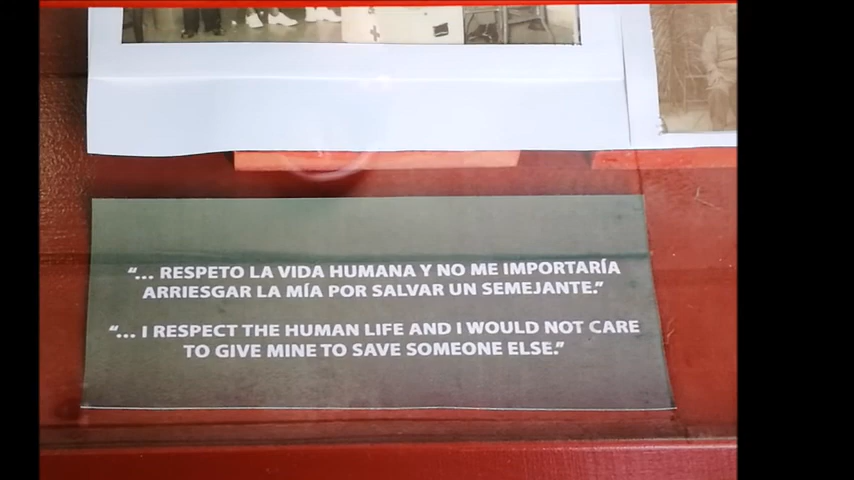 “... RESPETO LA VIDA HUMANA Y NO ME IMPORTARÍA
ARRIESGAR LA MÍA POR SALVAR UN SEMEJANTE.”
“... I RESPECT THE HUMAN LIFE AND I WOULD NOT CARE
TO GIVE MINE TO SAVE SOMEONE ELSE.”